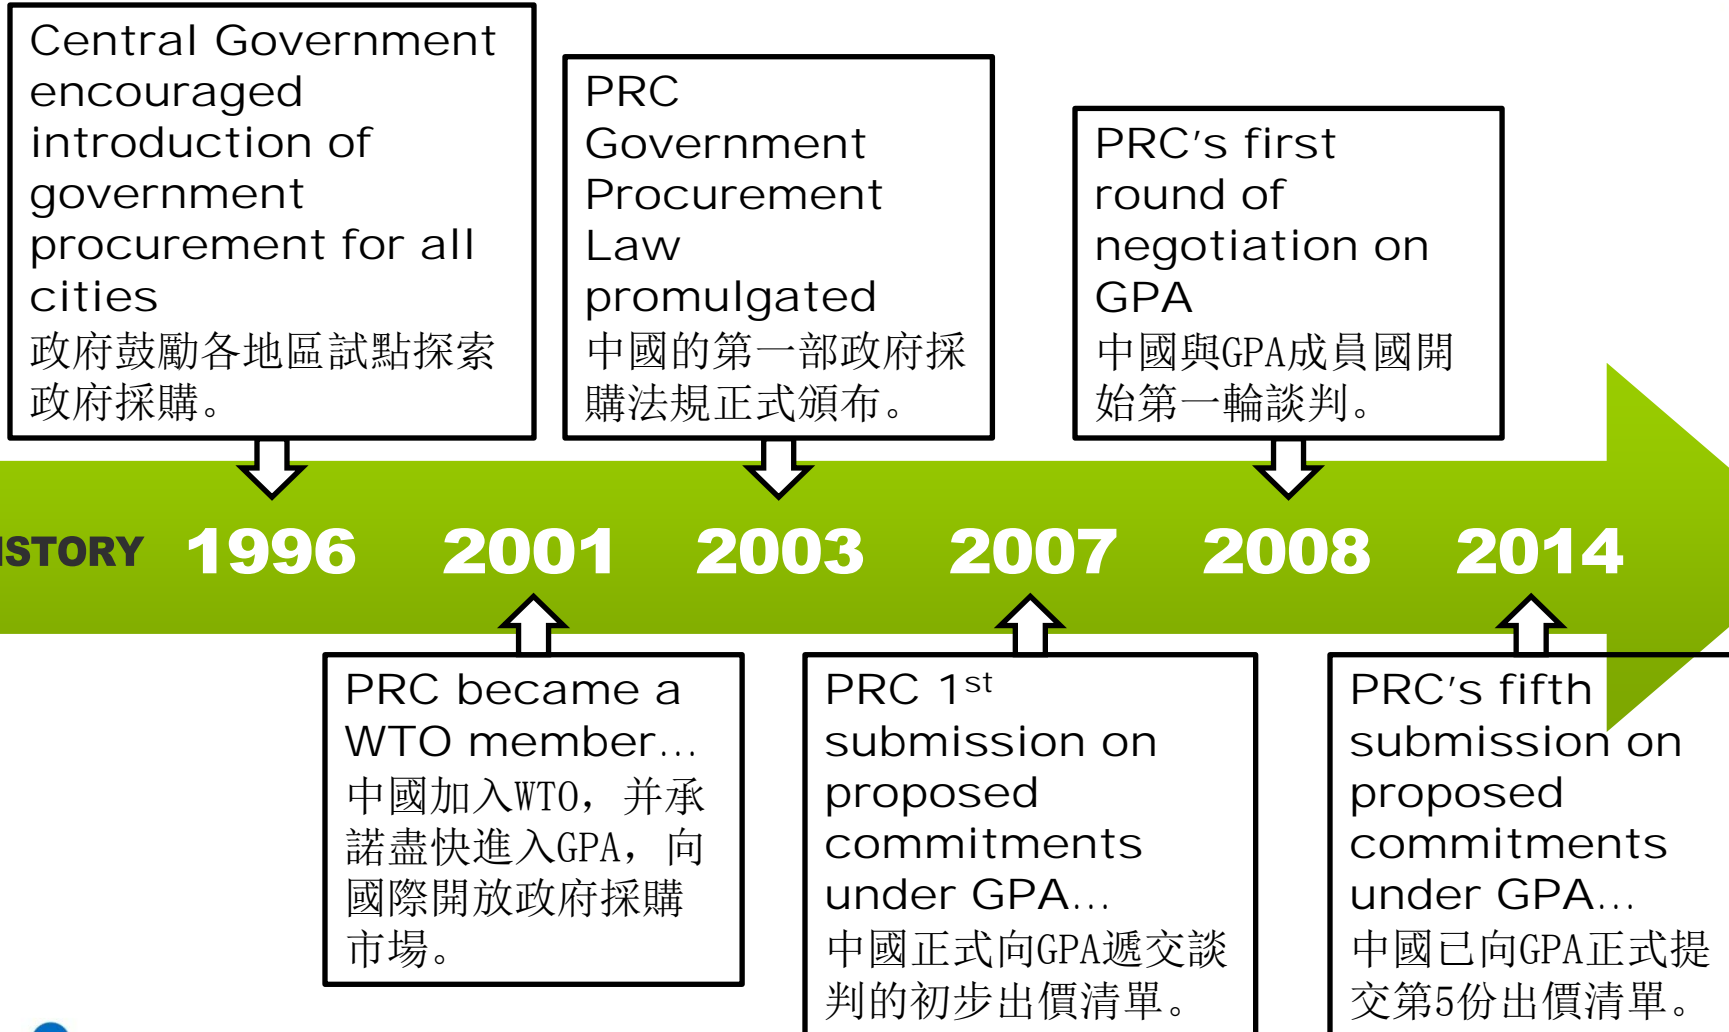 Central Government
encouraged
introduction of
government
procurement for all
cities
政府鼓勵各地區試點探索
政府採購。
PRC
Government
Procurement
Law
promulgated
中國的第一部政府採
購法規正式頒布。
PRC's first
round of
negotiation on
GPA
中國與GPA成員國開
始第一輪談判。
ISTORY 1996 2001 2003 2007 2008 2014
PRC became a
WTO member...
中國加入WTO，并承
諾盡快進入GPA，向
國際開放政府採購
市場。
PRC 1st
submission on
proposed
commitments
under GPA...
中國正式向GPA遞交談
判的初步出價清單。
PRC's fifth
submission on
proposed
commitments
under GPA...
中國已向GPA正式提
交第5份出價清單。